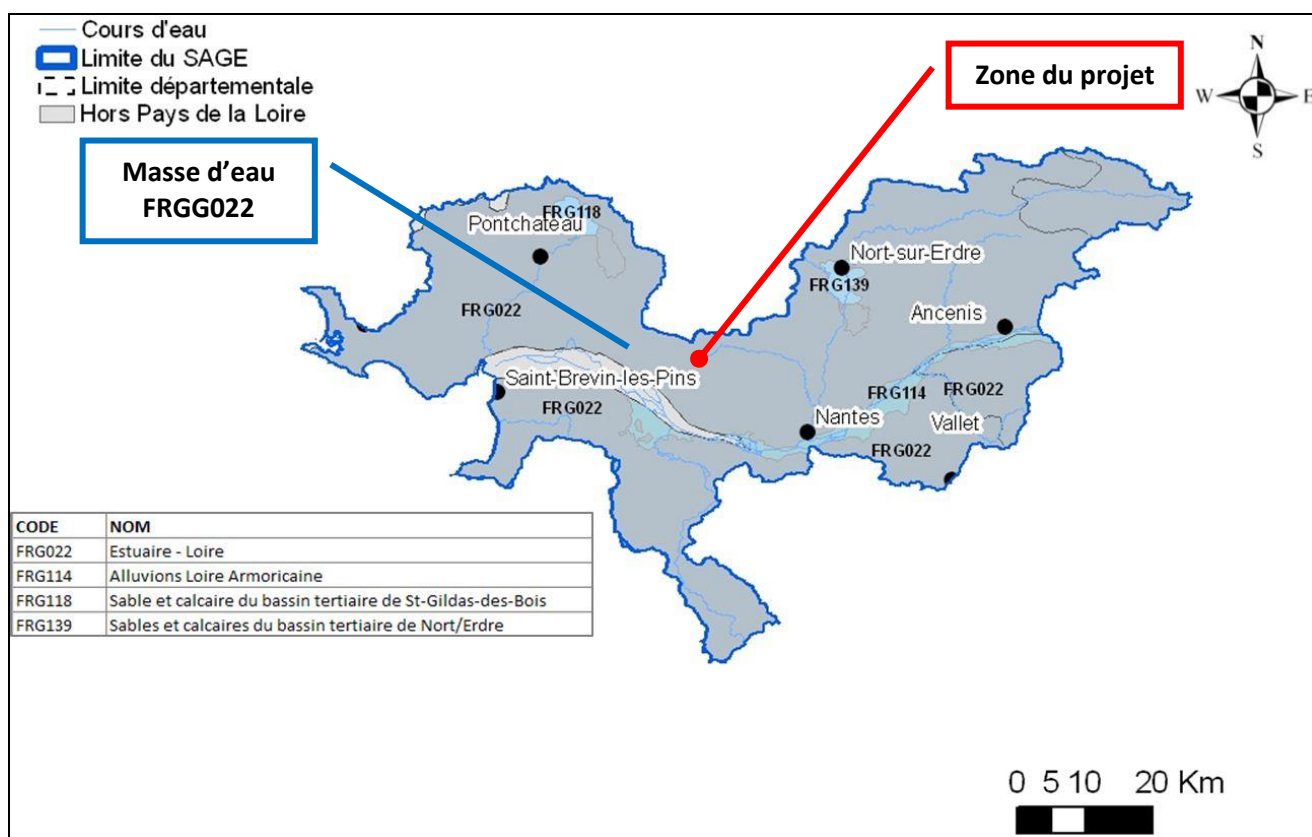 Cours d'eau
Limite du SAGE
Limite départementale
Hors Pays de la Loire
Zone du projet
N
W
E
S
Masse d'eau
FRGG022
FRG118
Pontchateau
Nort-sur-Erdre
FRG139
FRG022
Ancenis
Saint-Brevin-les-Pins
FRG022
FRG114
FRG022
Nantes
Vallet
FRG022
CODE NOM
FRG022 Estuaire - Loire
FRG114 Alluvions Loire Armoricaine
FRG118 Sable et calcaire du bassin tertiaire de St-Gildas-des-Bois
FRG139 Sables et calcaires du bassin tertiaire de Nort/Erdre
0 5 10 20 Km